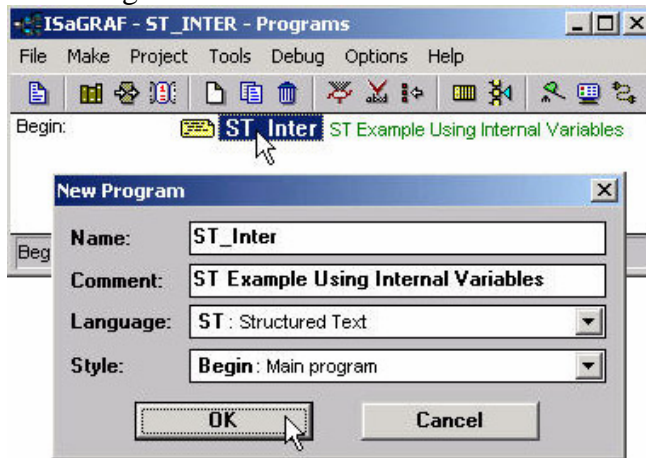 ISaGRAF - ST_INTER - Programs
File Make Project Tools Debug Options Help
Begin: ST_Inter ST Example Using Internal Variables
New Program
Name: ST_Inter
Beg
Comment: ST Example Using Internal Variables
Language: ST : Structured Text
Style: Begin : Main program
OK Cancel